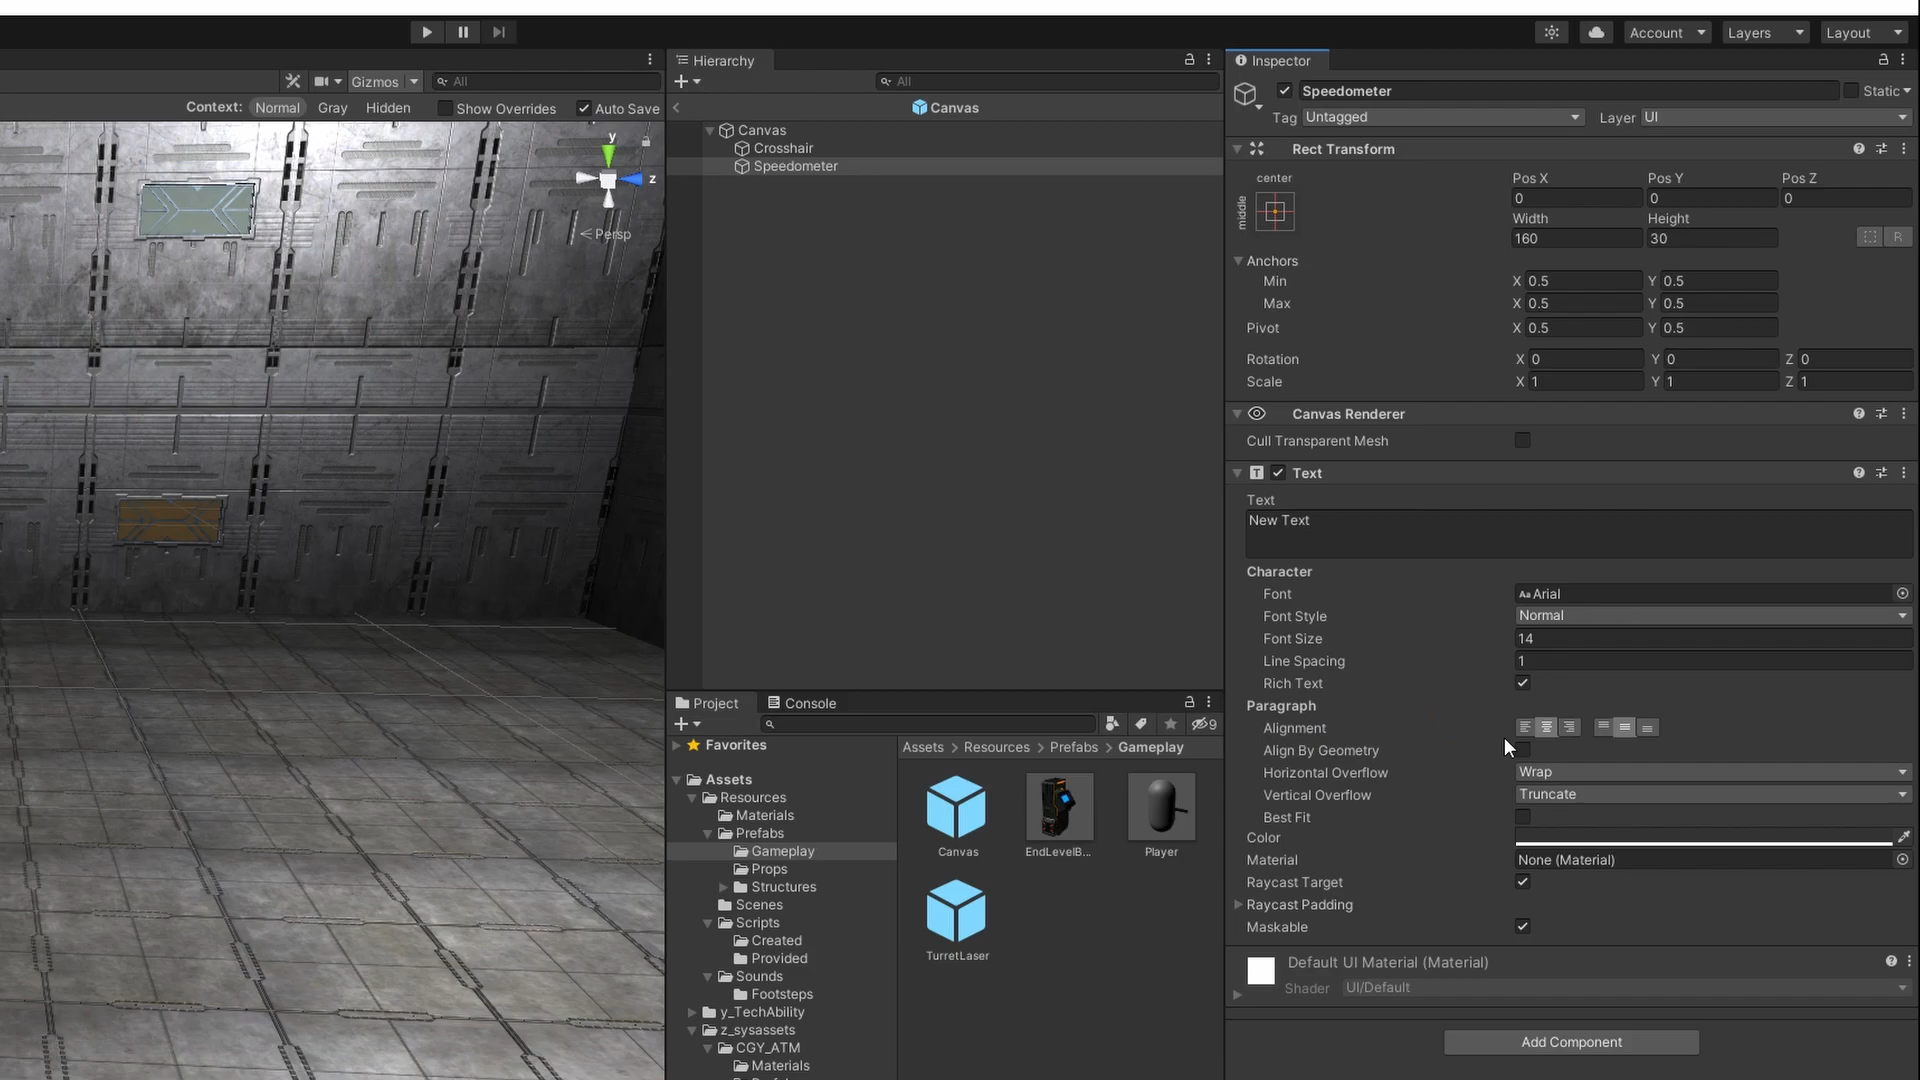 Account
Layers
Layout
Gizmos
All
Context: Normal Gray Hidden Show Overrides Auto Save
y
z
Persp
Hierarchy
All
Canvas
Canvas
Crosshair
Speedometer
Project
Console
9
Favorites
Assets
Resources
Materials
Prefabs
Gameplay
Props
Structures
Scenes
Scripts
Created
Provided
Sounds
Footsteps
y_TechAbility
z_sysassets
CGY_ATM
Materials
Assets > Resources > Prefabs > Gameplay
Canvas
EndLevelB...
Player
TurretLaser
Inspector
Speedometer
Static
Tag Untagged Layer UI
Rect Transform
center
middle
Pos X Pos Y Pos Z
0 0 0
Width Height
160 30
R
Anchors
Min X 0.5 Y 0.5
Max X 0.5 Y 0.5
Pivot X 0.5 Y 0.5
Rotation X 0 Y 0 Z 0
Scale X 1 Y 1 Z 1
Canvas Renderer
Cull Transparent Mesh
T Text
Text
New Text
Character
Font Aa Arial
Font Style Normal
Font Size 14
Line Spacing 1
Rich Text
Paragraph
Alignment
Align By Geometry
Horizontal Overflow Wrap
Vertical Overflow Truncate
Best Fit
Color
Material None (Material)
Raycast Target
Raycast Padding
Maskable
Default UI Material (Material)
Shader UI/Default
Add Component